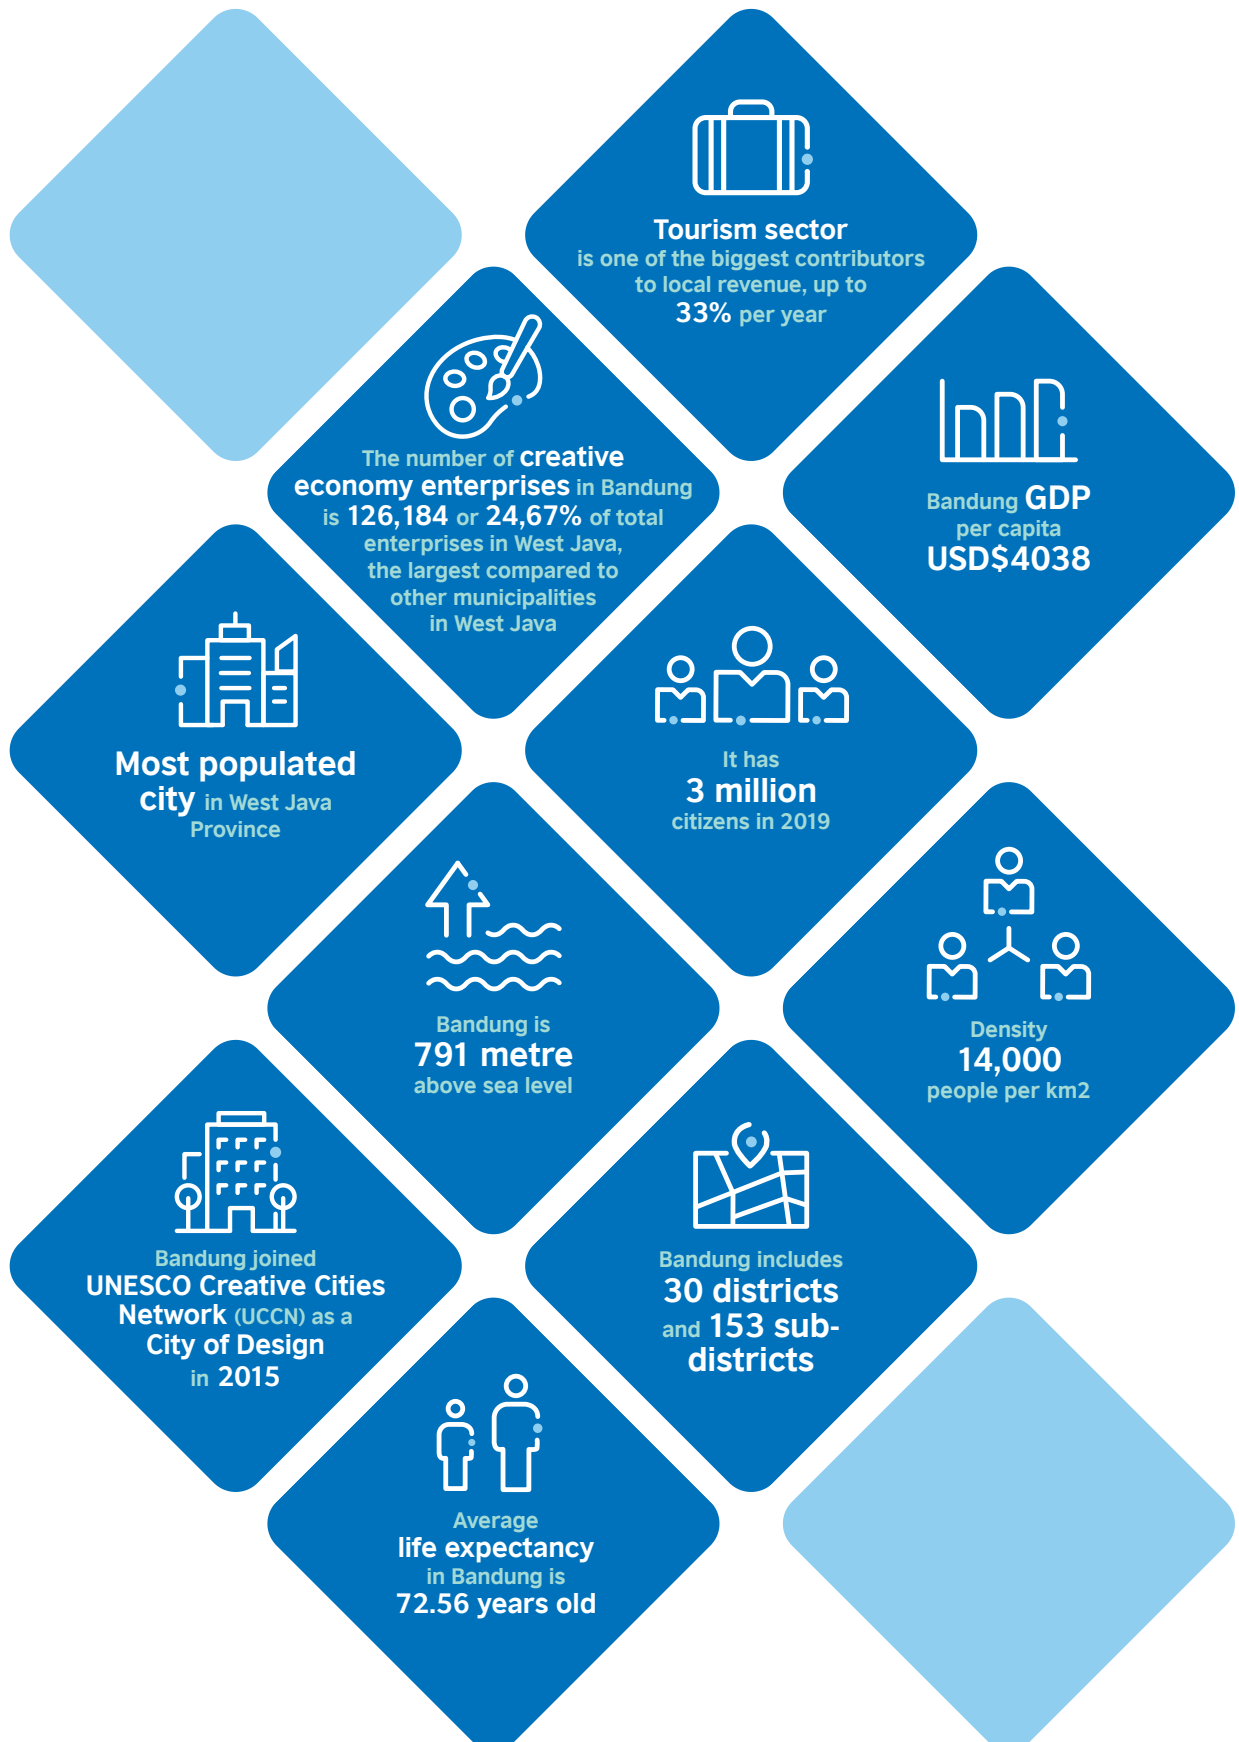 Tourism sector
is one of the biggest contributors
to local revenue, up to
33% per year
The number of creative
economy enterprises in Bandung
is 126,184 or 24,67% of total
enterprises in West Java,
the largest compared to
other municipalities
in West Java
Bandung GDP
per capita
USD$4038
Most populated
city in West Java
Province
It has
3 million
citizens in 2019
Bandung is
791 metre
above sea level
Density
14,000
people per km2
Bandung joined
UNESCO Creative Cities
Network (UCCN) as a
City of Design
in 2015
Bandung includes
30 districts
and 153 sub-
districts
Average
life expectancy
in Bandung is
72.56 years old